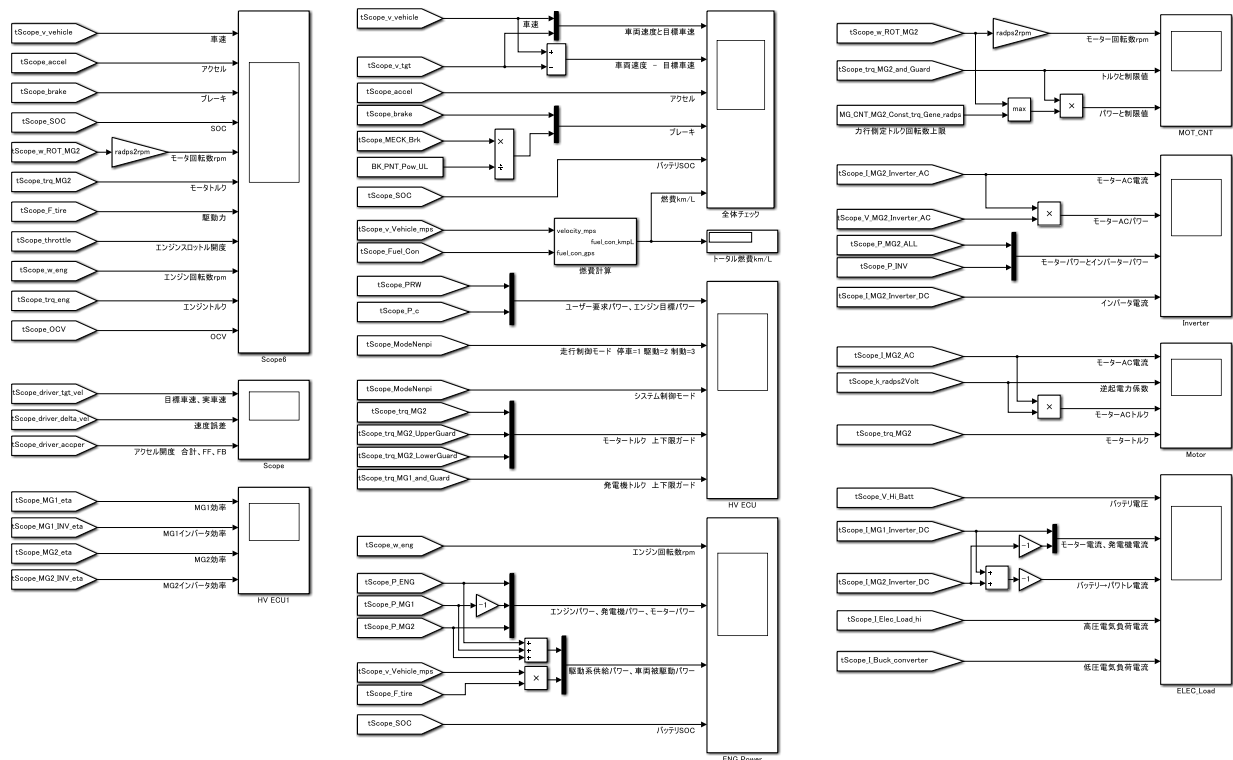 tScope_v_vehicle
車速
tScope_accel
アクセル
tScope_brake
ブレーキ
tScope_SOC
SOC
tScope_w_ROT_MG2
radps2rpm
モータ回転数rpm
tScope_trq_MG2
モータトルク
tScope_F_tire
駆動力
tScope_throttle
エンジンスロットル開度
tScope_w_eng
エンジン回転数rpm
tScope_trq_eng
エンジントルク
tScope_OCV
OCV
Scope6
tScope_driver_tgt_vel
目標車速、実車速
tScope_driver_delta_vel
速度誤差
tScope_driver_accper
アクセル開度 合計、FF、FB
Scope
tScope_MG1_eta
MG1効率
tScope_MG1_INV_eta
MG1インバータ効率
tScope_MG2_eta
MG2効率
tScope_MG2_INV_eta
MG2インバータ効率
HV ECU1
tScope_v_vehicle
車速
車両速度と目標車速
tScope_v_tgt
+
−
車両速度 − 目標車速
tScope_accel
アクセル
tScope_brake
ブレーキ
tScope_MECK_Brk
×
÷
BK_PNT_Pow_UL
バッテリSOC
tScope_SOC
燃費km/L
全体チェック
tScope_v_Vehicle_mps
velocity_mps
fuel_con_kmpL
tScope_Fuel_Con
fuel_con_gps
燃費計算
トータル燃費km/L
tScope_PRW
tScope_P_c
ユーザー要求パワー、エンジン目標パワー
tScope_ModeNenpi
走行制御モード 停車=1 駆動=2 制動=3
tScope_ModeNenpi
システム制御モード
tScope_trq_MG2
tScope_trq_MG2_UpperGuard
モータートルク 上下限ガード
tScope_trq_MG2_LowerGuard
tScope_trq_MG1_and_Guard
発電機トルク 上下限ガード
HV ECU
tScope_w_eng
エンジン回転数rpm
tScope_P_ENG
tScope_P_MG1
-1
エンジンパワー、発電機パワー、モーターパワー
tScope_P_MG2
+
+
+
tScope_v_Vehicle_mps
×
駆動系供給パワー、車両被駆動パワー
tScope_F_tire
tScope_SOC
バッテリSOC
ENG Power
tScope_w_ROT_MG2
radps2rpm
モーター回転数rpm
tScope_trq_MG2_and_Guard
トルクと制限値
MG_CNT_MG2_Const_trq_Gene_radps
max
×
パワーと制限値
力行側定トルク回転数上限
MOT_CNT
tScope_I_MG2_Inverter_AC
モーターAC電流
tScope_V_MG2_Inverter_AC
×
モーターACパワー
tScope_P_MG2_ALL
モーターパワーとインバーターパワー
tScope_P_INV
tScope_I_MG2_Inverter_DC
インバータ電流
Inverter
tScope_I_MG2_AC
モーターAC電流
tScope_k_radps2Volt
逆起電力係数
×
モーターACトルク
tScope_trq_MG2
モータートルク
Motor
tScope_V_Hi_Batt
バッテリ電圧
tScope_I_MG1_Inverter_DC
-1
モーター電流、発電機電流
tScope_I_MG2_Inverter_DC
+
+
-1
バッテリ→パワトレ電流
tScope_I_Elec_Load_hi
高圧電気負荷電流
tScope_I_Buck_converter
低圧電気負荷電流
ELEC_Load